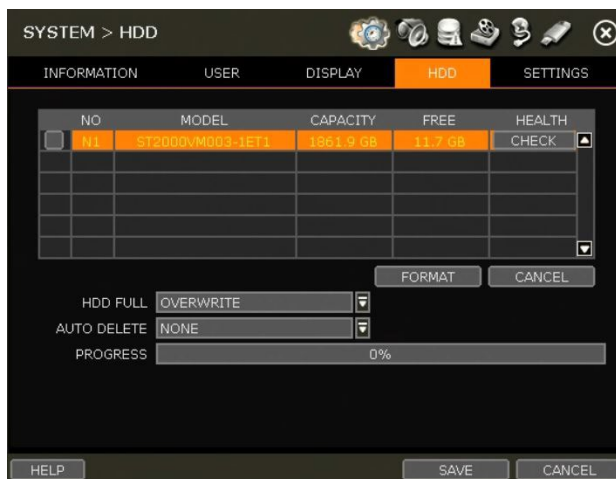 SYSTEM > HDD
INFORMATION USER DISPLAY HDD SETTINGS
NO MODEL CAPACITY FREE HEALTH
N1 ST2000VM003-1ET1 1861.9 GB 11.7 GB CHECK
FORMAT CANCEL
HDD FULL OVERWRITE
AUTO DELETE NONE
PROGRESS 0%
HELP SAVE CANCEL